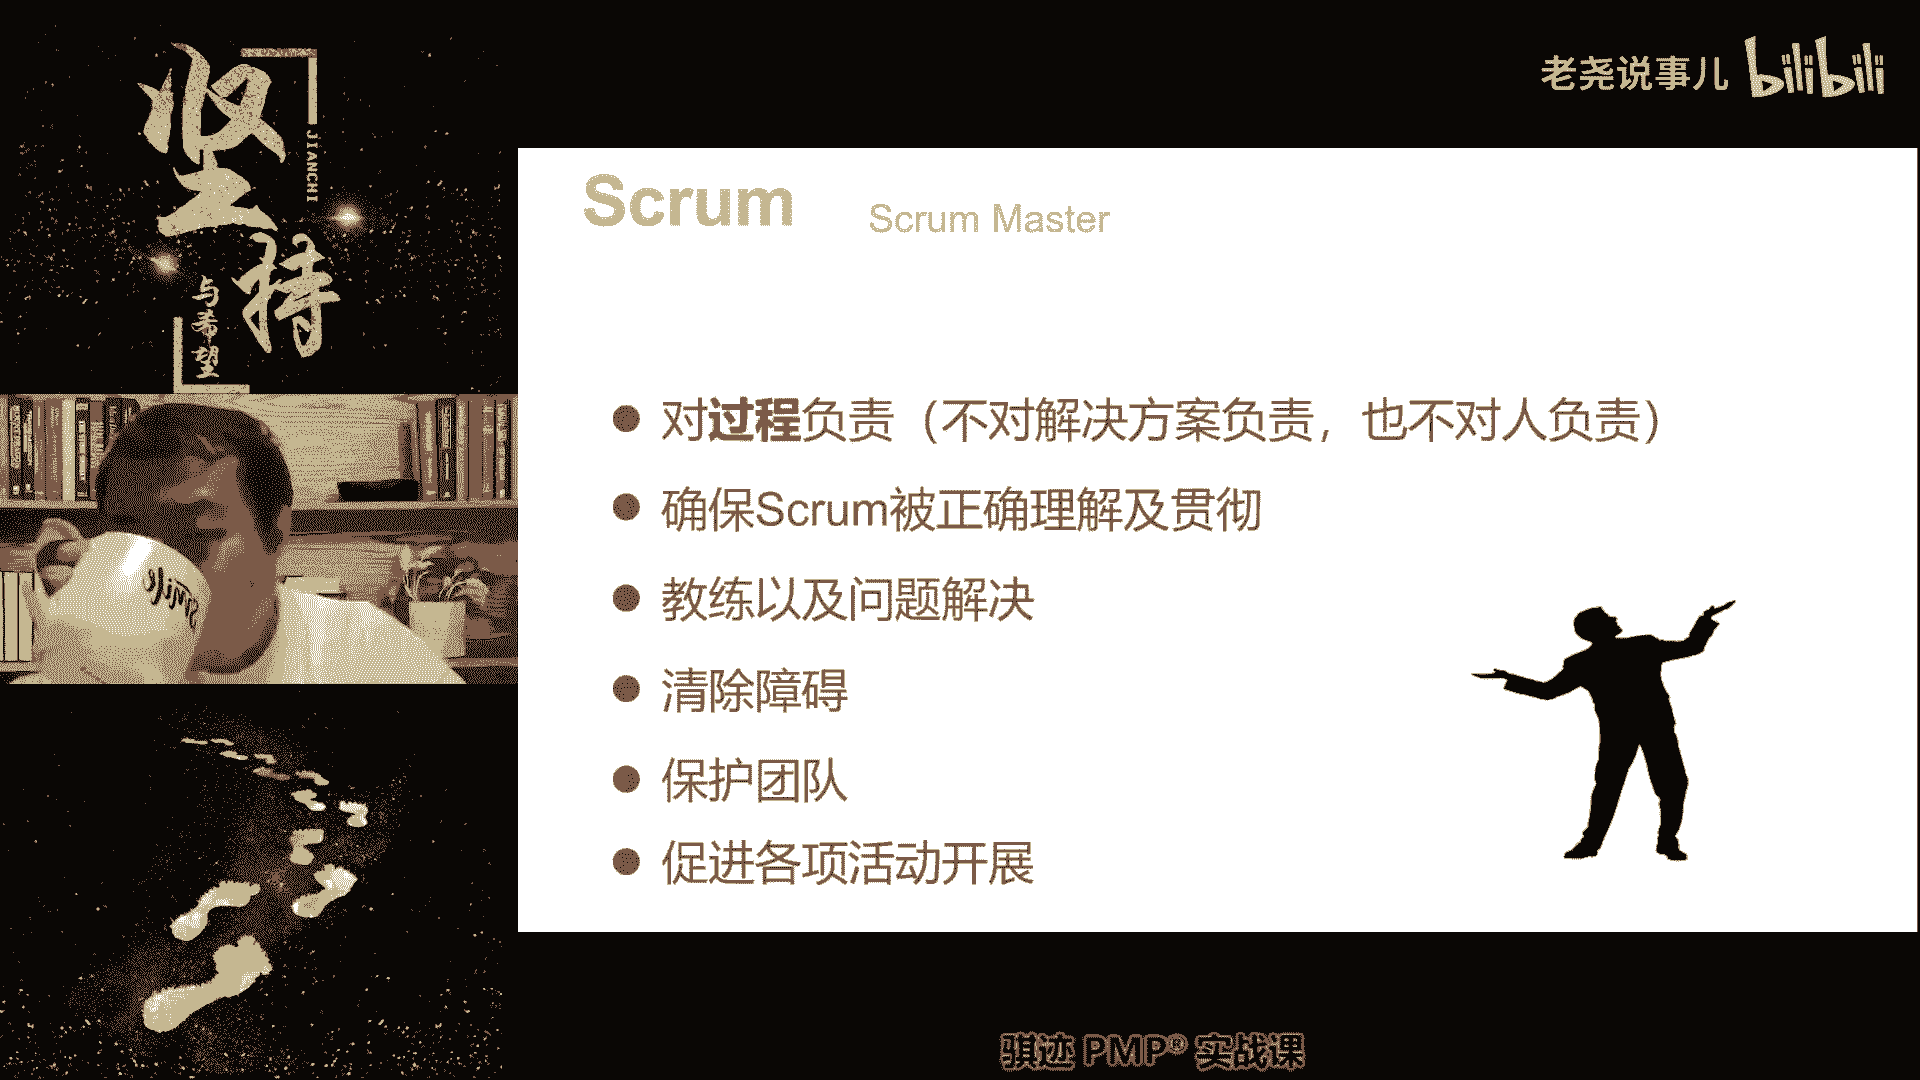 坚持
JIANCHI
与希望
老尧说事儿 bilibili
Scrum Scrum Master
对过程负责（不对解决方案负责，也不对人负责）
确保Scrum被正确理解及贯彻
教练以及问题解决
清除障碍
保护团队
促进各项活动开展
smile
骐迹 PMP® 实战课